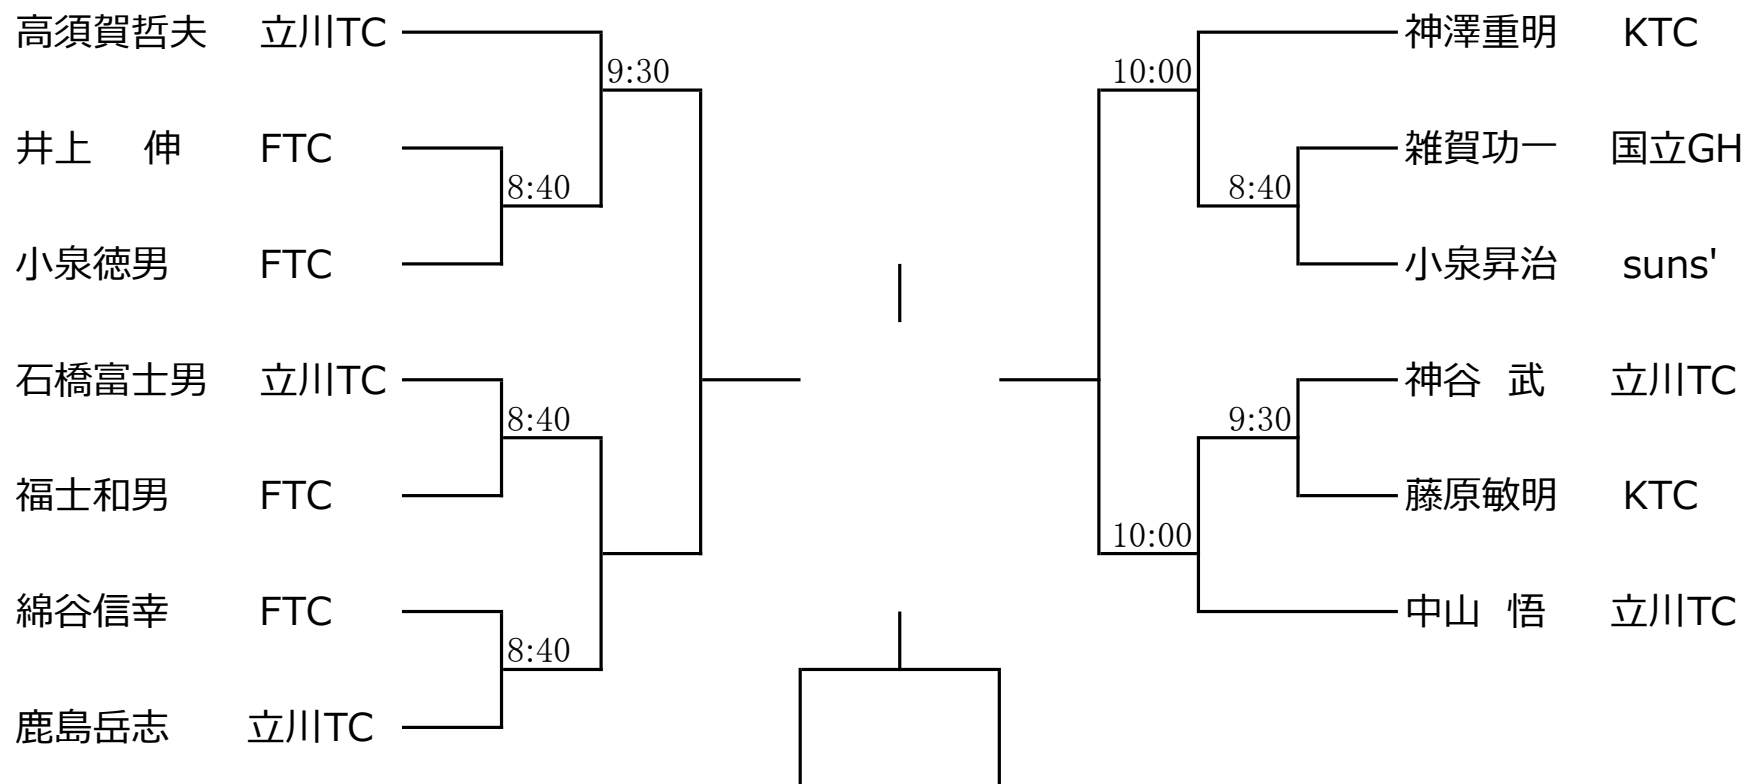 高須賀哲夫 立川TC 神澤重明 KTC
9:30 10:00
井上 伸 FTC 雑賀功一 国立GH
8:40 8:40
小泉徳男 FTC 小泉昇治 suns'
石橋富士男 立川TC 神谷 武 立川TC
8:40 9:30
福士和男 FTC 藤原敏明 KTC
10:00
綿谷信幸 FTC 中山 悟 立川TC
8:40
鹿島岳志 立川TC